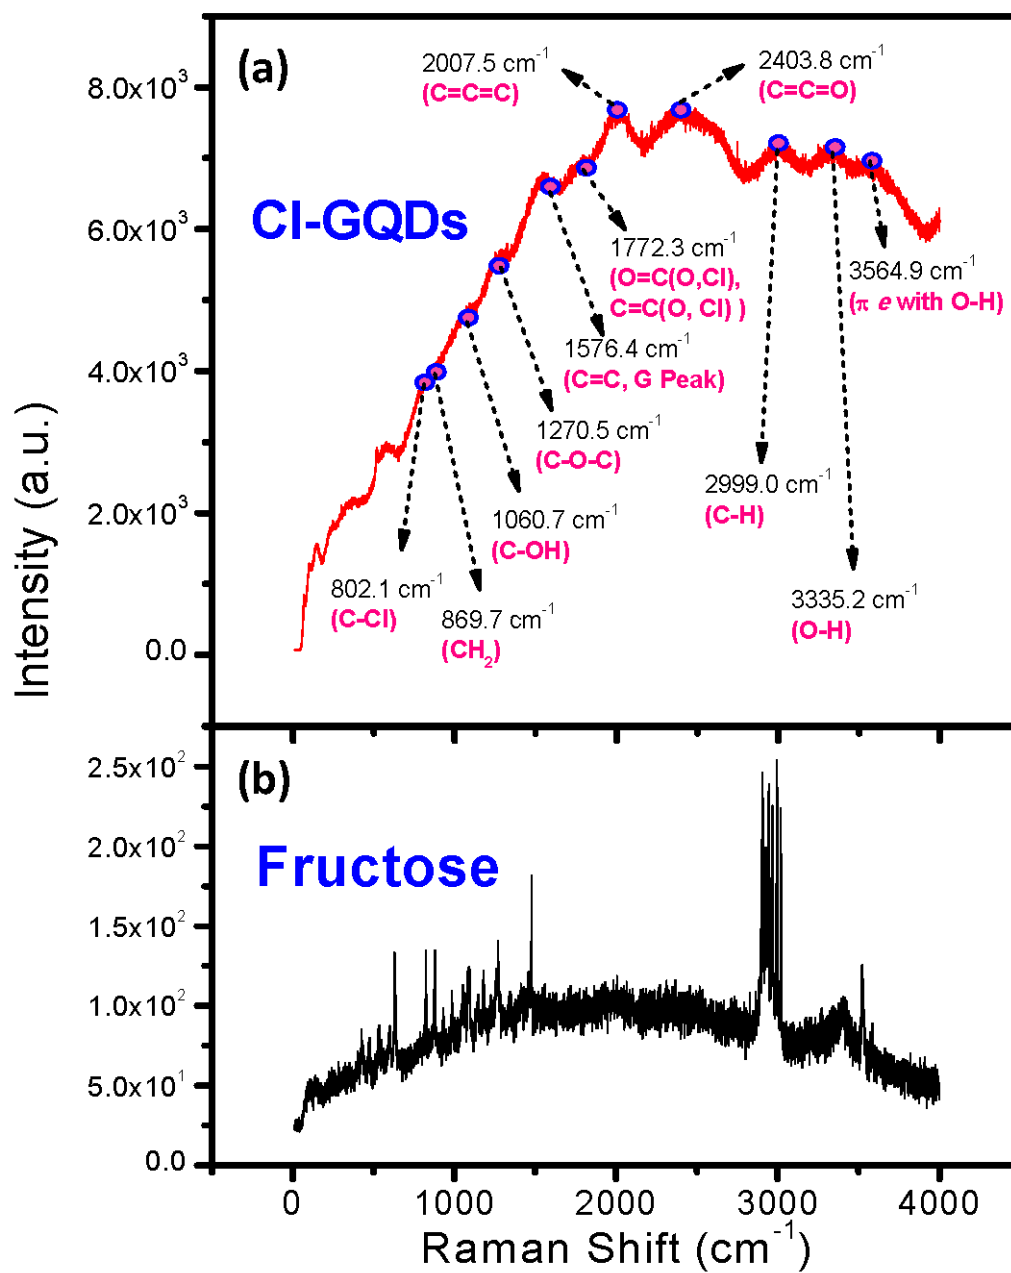 (a)
2007.5 cm⁻¹
(C=C=C)
2403.8 cm⁻¹
(C=C=O)
8.0x10³
Cl-GQDs
6.0x10³
1772.3 cm⁻¹
(O=C(O,Cl),
C=C(O, Cl) )
3564.9 cm⁻¹
(π e with O-H)
1576.4 cm⁻¹
(C=C, G Peak)
4.0x10³
1270.5 cm⁻¹
(C-O-C)
2999.0 cm⁻¹
(C-H)
2.0x10³
1060.7 cm⁻¹
(C-OH)
802.1 cm⁻¹
(C-Cl)
869.7 cm⁻¹
(CH₂)
3335.2 cm⁻¹
(O-H)
0.0
Intensity (a.u.)
(b)
2.5x10²
Fructose
2.0x10²
1.5x10²
1.0x10²
5.0x10¹
0.0
0 1000 2000 3000 4000
Raman Shift (cm⁻¹)